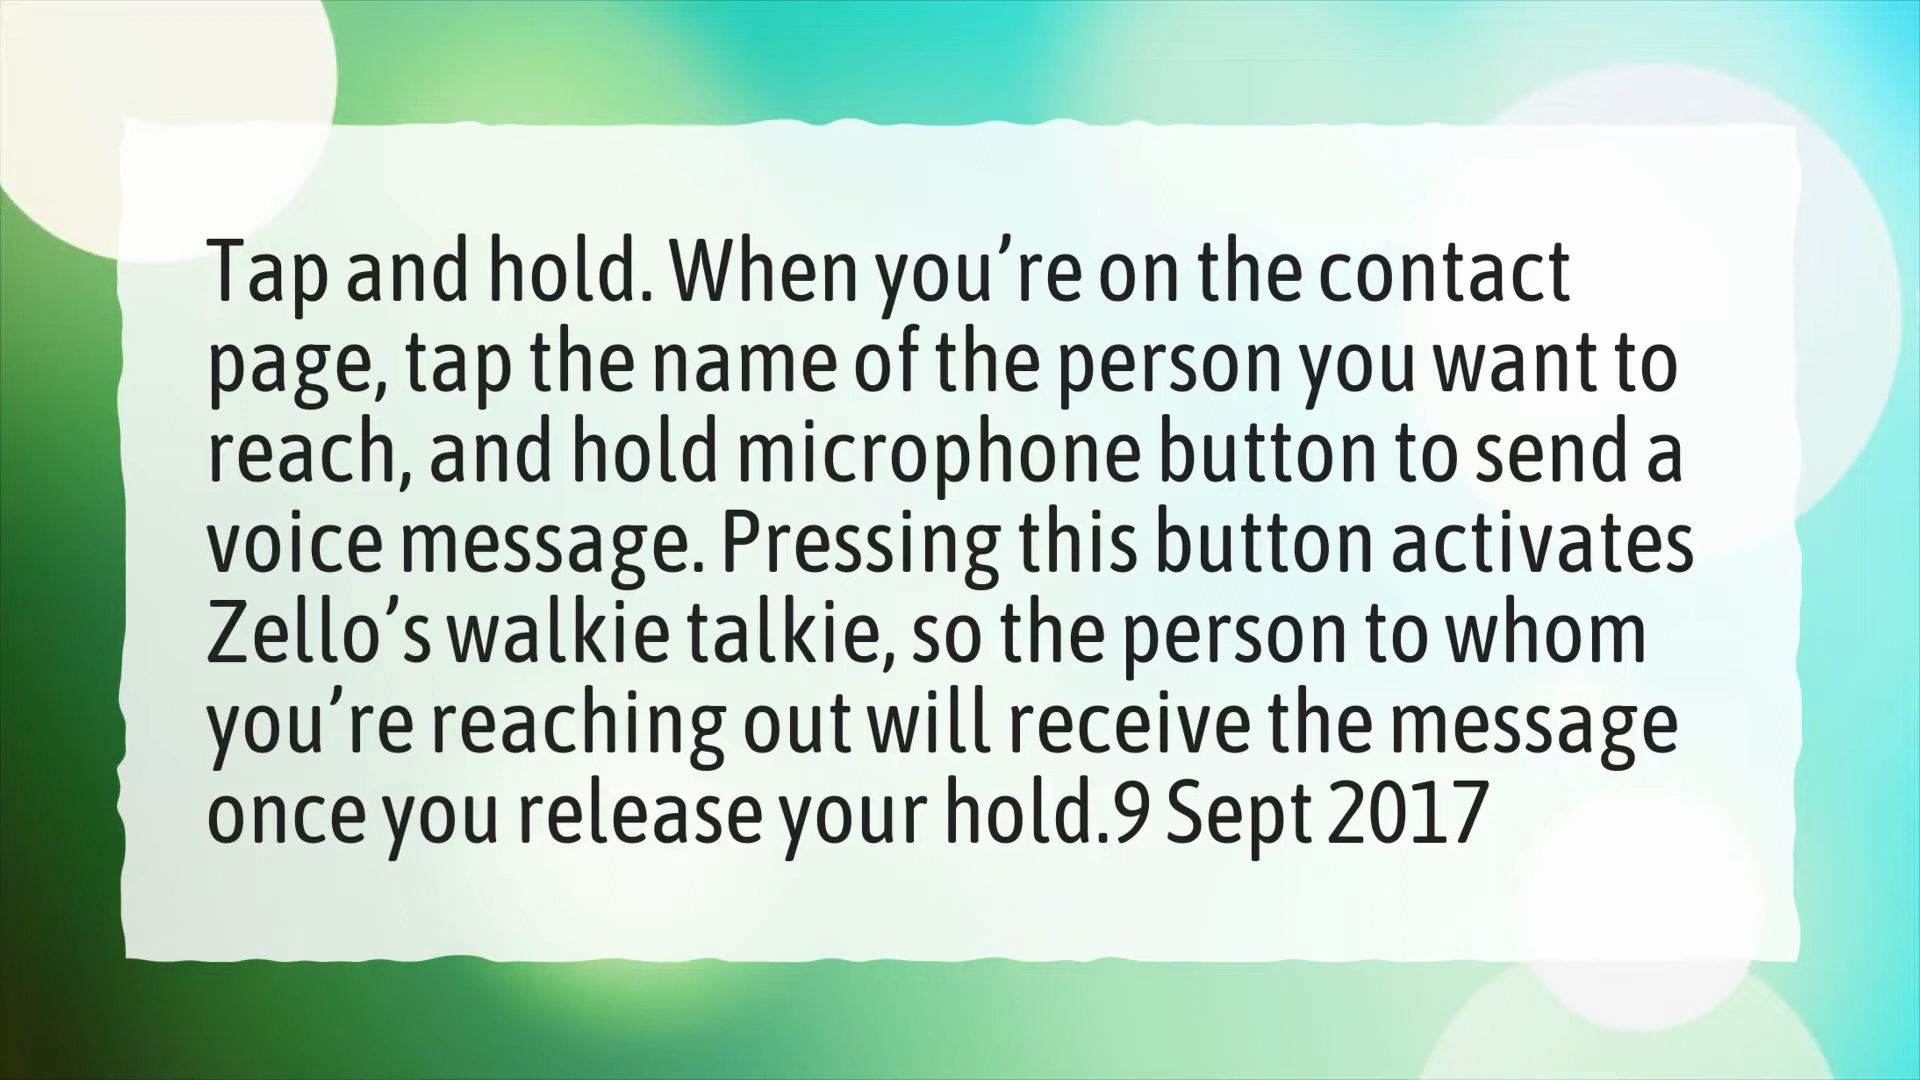 Tap and hold. When you’re on the contact
page, tap the name of the person you want to
reach, and hold microphone button to send a
voice message. Pressing this button activates
Zello’s walkie talkie, so the person to whom
you’re reaching out will receive the message
once you release your hold.9 Sept 2017